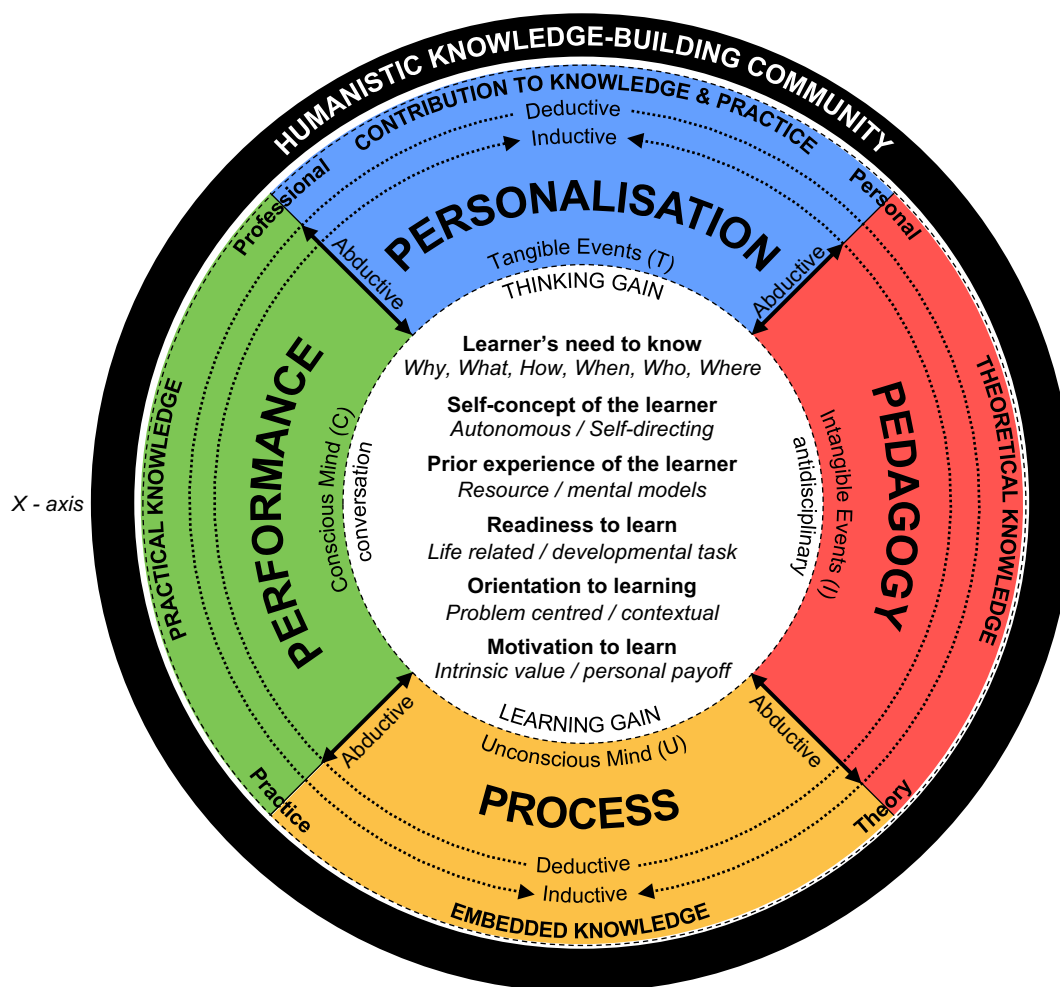 HUMANISTIC KNOWLEDGE-BUILDING COMMUNITY
CONTRIBUTION TO KNOWLEDGE & PRACTICE
Deductive
Inductive
Professional
Personal
PERSONALISATION
Abductive
Abductive
Tangible Events (T)
THINKING GAIN
Learner's need to know
Why, What, How, When, Who, Where
Self-concept of the learner
Autonomous / Self-directing
Prior experience of the learner
Resource / mental models
Readiness to learn
Life related / developmental task
Orientation to learning
Problem centred / contextual
Motivation to learn
Intrinsic value / personal payoff
X - axis
PRACTICAL KNOWLEDGE
PERFORMANCE
Conscious Mind (C)
conversation
antidisciplinary
Intangible Events (I)
PEDAGOGY
THEORETICAL KNOWLEDGE
LEARNING GAIN
Unconscious Mind (U)
Abductive
Abductive
PROCESS
Practice
Theory
Deductive
Inductive
EMBEDDED KNOWLEDGE